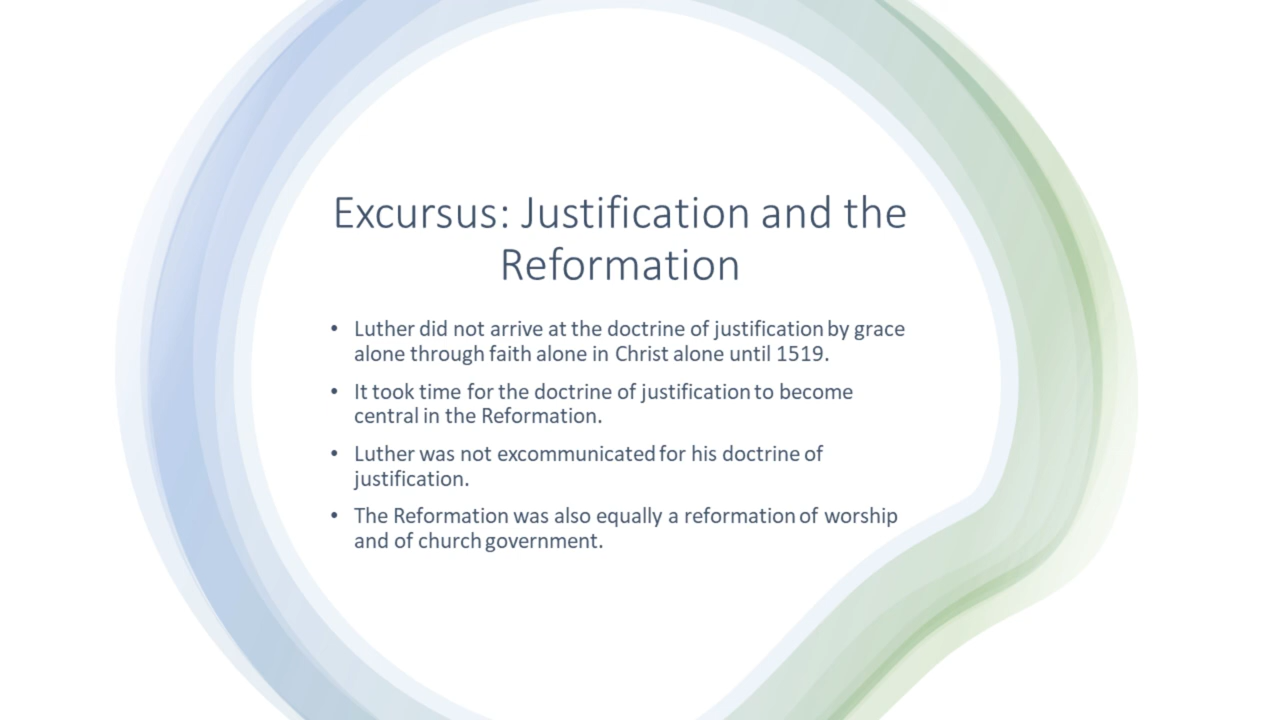 Excursus: Justification and the
Reformation
• Luther did not arrive at the doctrine of justification by grace
alone through faith alone in Christ alone until 1519.
• It took time for the doctrine of justification to become
central in the Reformation.
• Luther was not excommunicated for his doctrine of
justification.
• The Reformation was also equally a reformation of worship
and of church government.